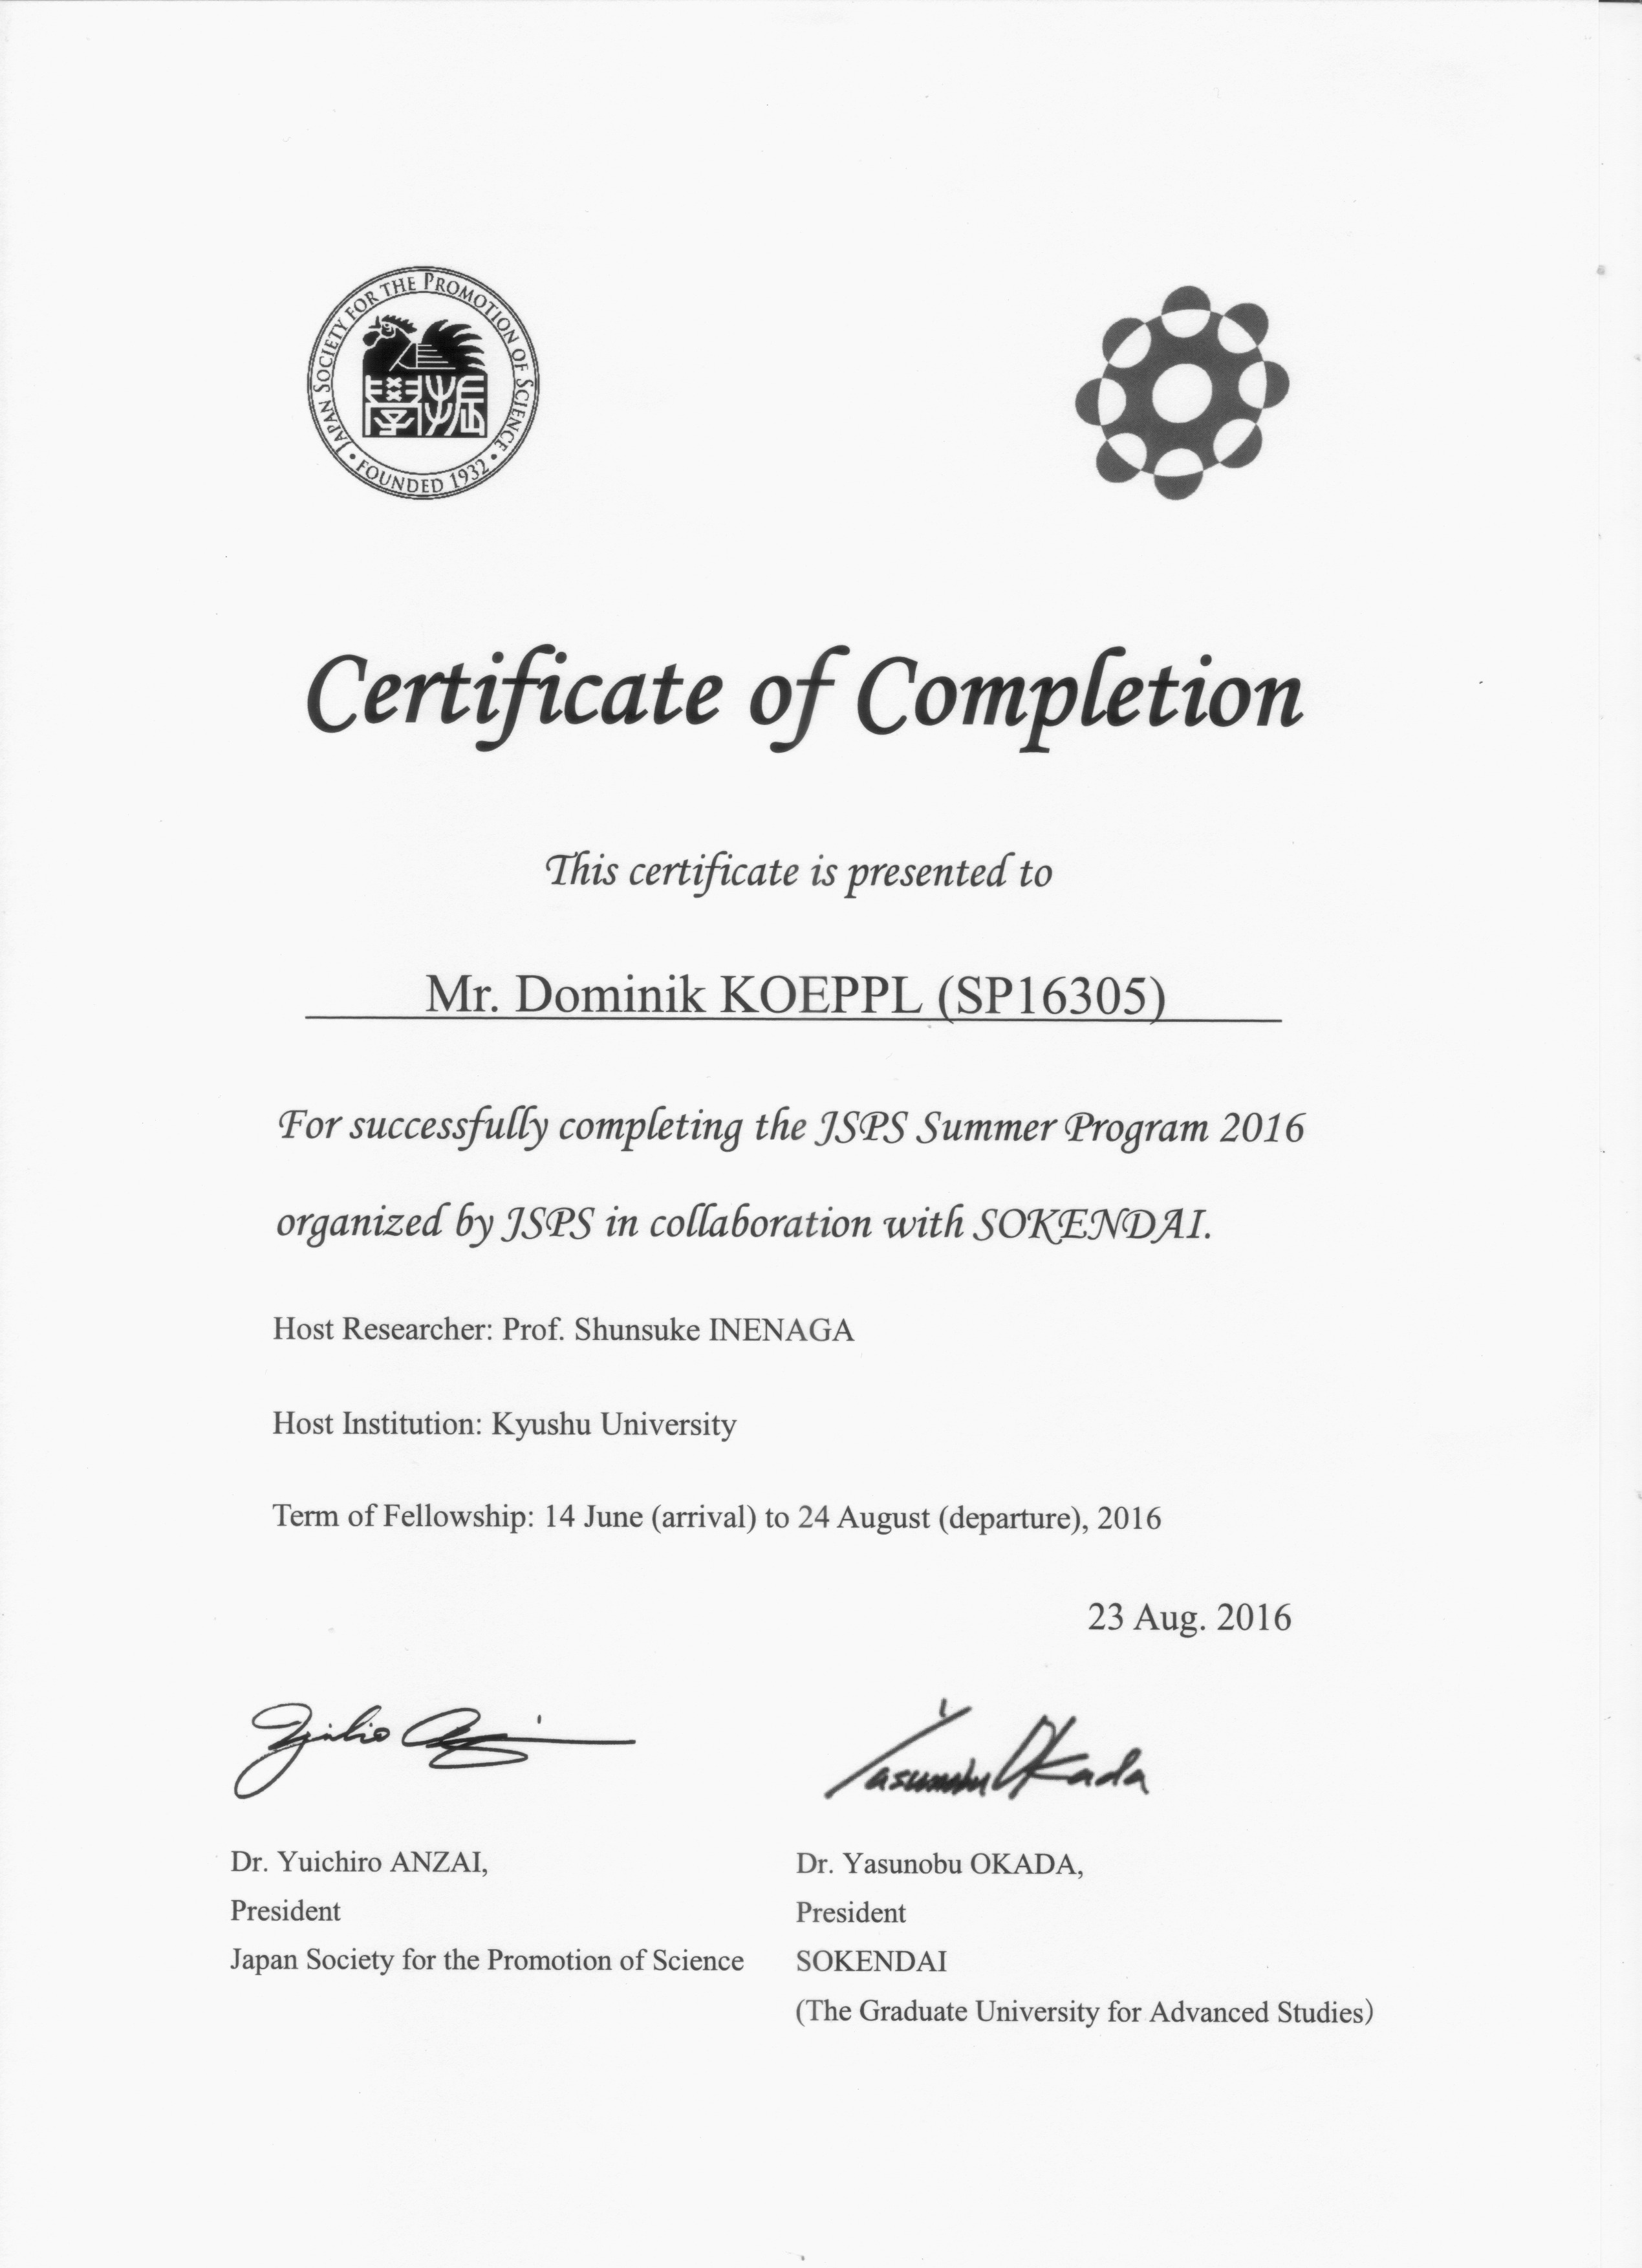 JAPAN SOCIETY FOR THE PROMOTION OF SCIENCE
• FOUNDED 1932 •
學振
Certificate of Completion
This certificate is presented to
Mr. Dominik KOEPPL (SP16305)
For successfully completing the JSPS Summer Program 2016
organized by JSPS in collaboration with SOKENDAI.
Host Researcher: Prof. Shunsuke INENAGA
Host Institution: Kyushu University
Term of Fellowship: 14 June (arrival) to 24 August (departure), 2016
23 Aug. 2016
Yasunobu Okada
Dr. Yuichiro ANZAI,
President
Japan Society for the Promotion of Science
Dr. Yasunobu OKADA,
President
SOKENDAI
(The Graduate University for Advanced Studies)